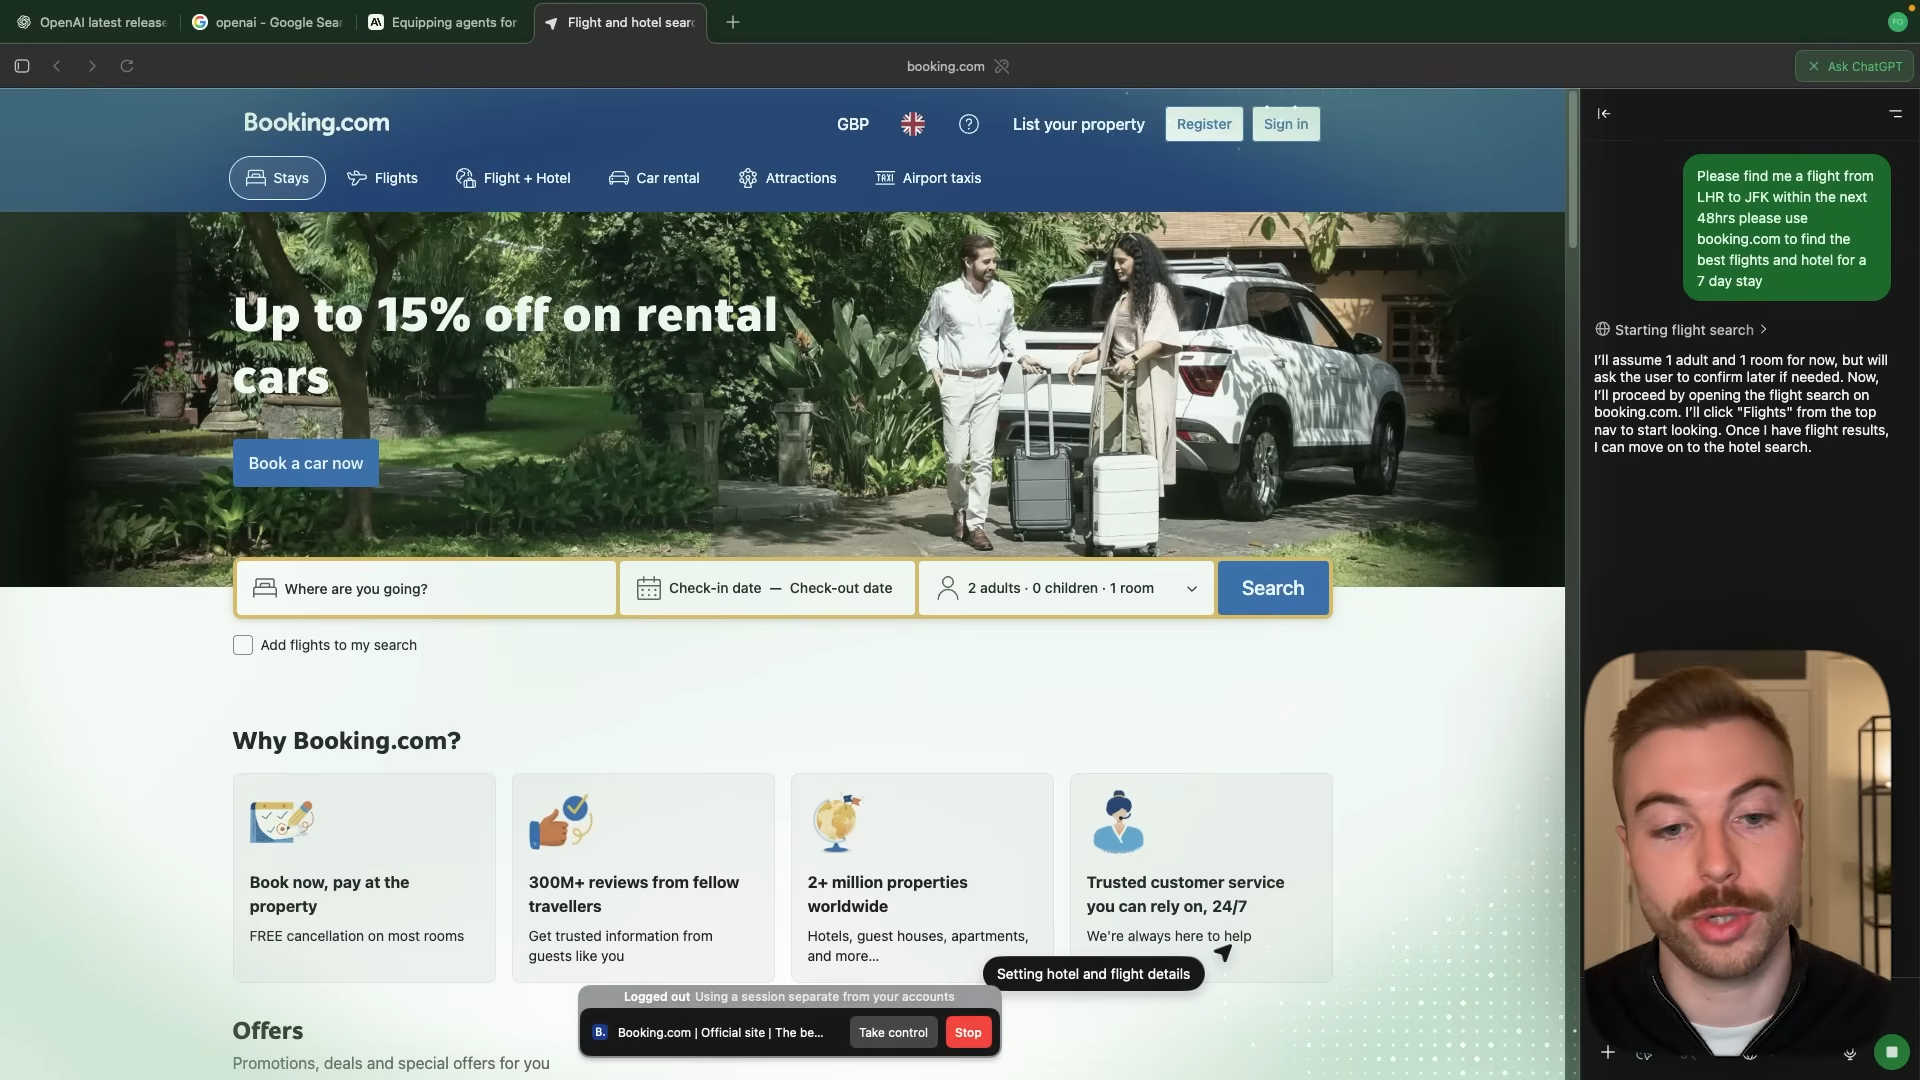 OpenAI latest release
openai - Google Sear
Equipping agents for
Flight and hotel searc
FO
booking.com
Ask ChatGPT
Booking.com
GBP
List your property
Register
Sign in
Stays
Flights
Flight + Hotel
Car rental
Attractions
TAXI
Airport taxis
Up to 15% off on rental
cars
Book a car now
Where are you going?
Check-in date — Check-out date
2 adults · 0 children · 1 room
Search
Add flights to my search
Why Booking.com?
Book now, pay at the
property
FREE cancellation on most rooms
300M+ reviews from fellow
travellers
Get trusted information from
guests like you
2+ million properties
worldwide
Hotels, guest houses, apartments,
and more...
Trusted customer service
you can rely on, 24/7
We're always here to help
Setting hotel and flight details
Logged out Using a session separate from your accounts
B. Booking.com | Official site | The be...
Take control
Stop
Offers
Promotions, deals and special offers for you
Please find me a flight from
LHR to JFK within the next
48hrs please use
booking.com to find the
best flights and hotel for a
7 day stay
Starting flight search
I'll assume 1 adult and 1 room for now, but will
ask the user to confirm later if needed. Now,
I'll proceed by opening the flight search on
booking.com. I'll click "Flights" from the top
nav to start looking. Once I have flight results,
I can move on to the hotel search.